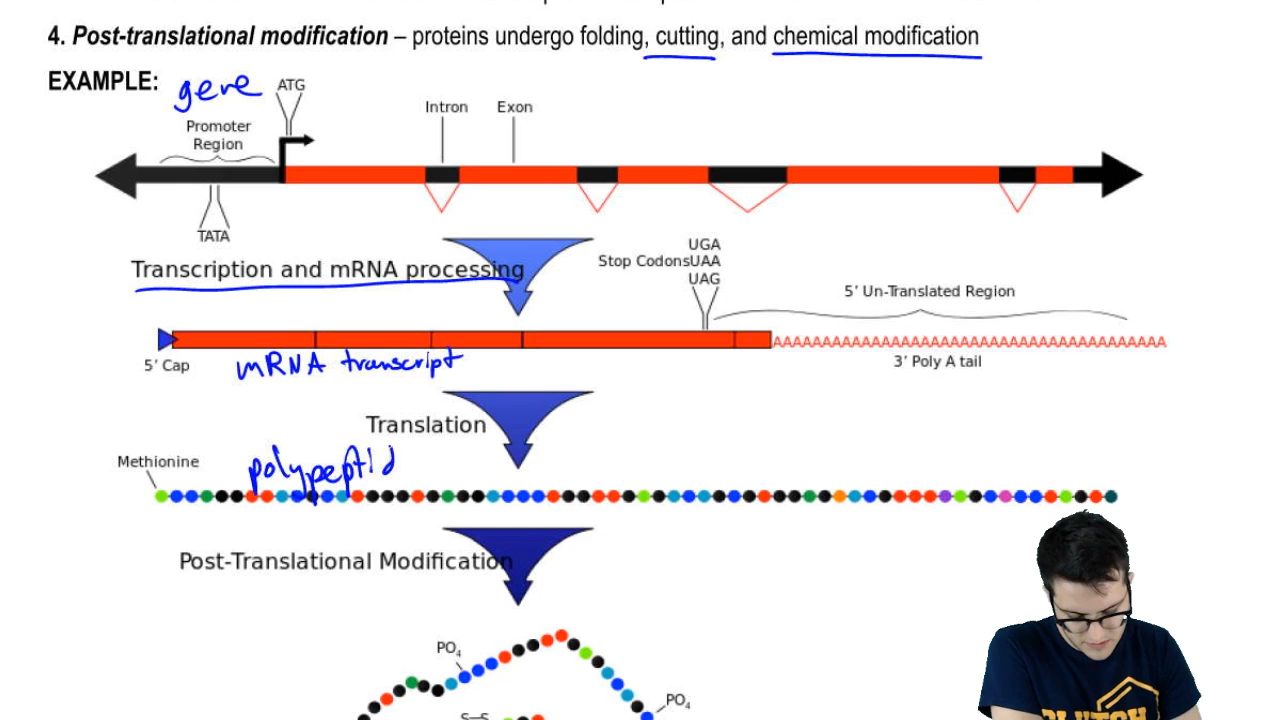 4. Post-translational modification – proteins undergo folding, cutting, and chemical modification
EXAMPLE:
gene
ATG
Promoter
Region
Intron
Exon
TATA
Transcription and mRNA processing
Stop Codons
UGA
UAA
UAG
5' Un-Translated Region
AAAAAAAAAAAAAAAAAAAAAAAAAAAAAAAAAAAAAAAA
5' Cap
mRNA transcript
3' Poly A tail
Translation
Methionine
polypeptid
Post-Translational Modification
PO4
PO4
S—S
CLUTCH